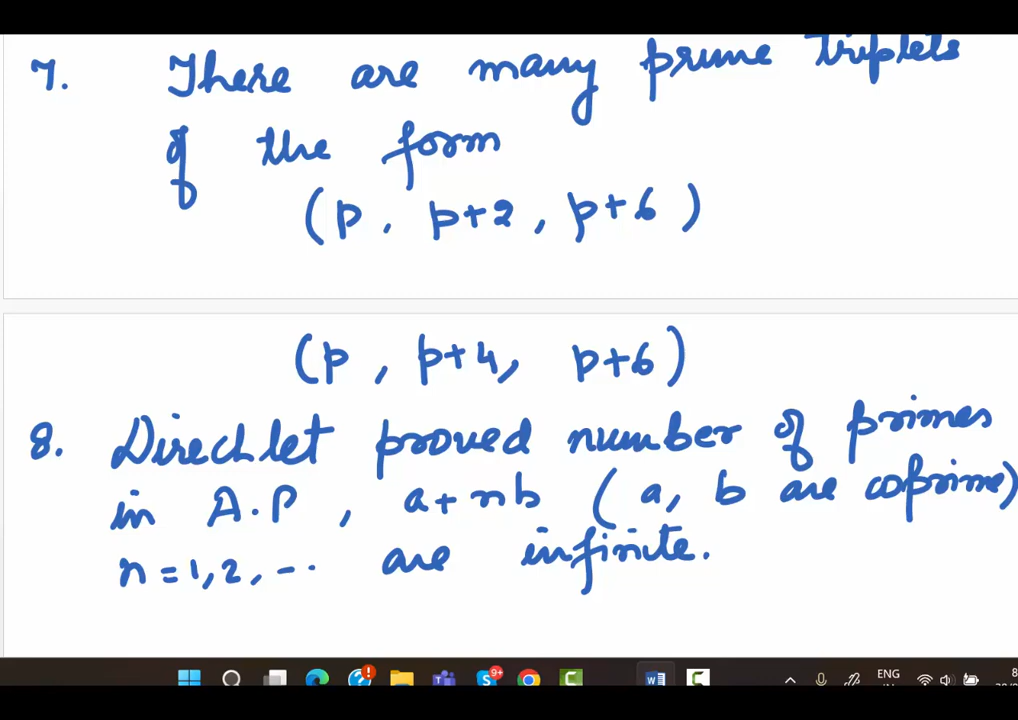 7. There are many prime triplets
of the form
(p, p+2, p+6)
(p, p+4, p+6)
8. Direchlet proved number of primes
in A.P, a+nb (a, b are coprime)
n=1,2, -.. are infinite.
9+
W
ENG